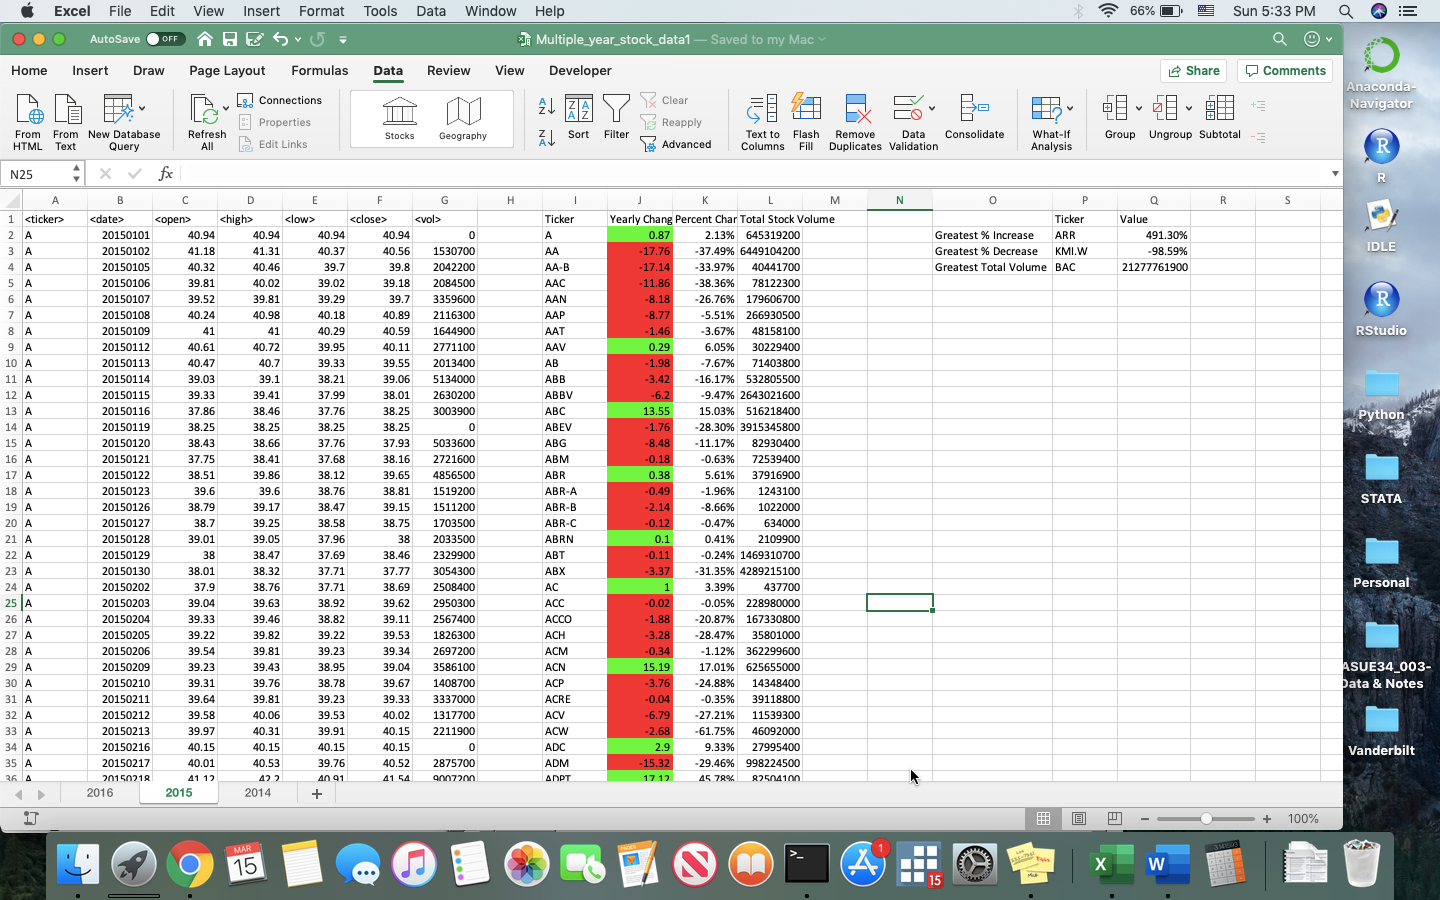 Excel File Edit View Insert Format Tools Data Window Help 66% Sun 5:33 PM
AutoSave OFF Multiple_year_stock_data1 — Saved to my Mac
Home Insert Draw Page Layout Formulas Data Review View Developer Share Comments
From HTML From Text New Database Query Refresh All Connections Properties Edit Links Stocks Geography Sort Filter Clear Reapply Advanced Text to Columns Flash Fill Remove Duplicates Data Validation Consolidate What-If Analysis Group Ungroup Subtotal
N25 fx
A B C D E F G H I J K L M N O P Q R S
1 <ticker> <date> <open> <high> <low> <close> <vol> Ticker Yearly Chang Percent Char Total Stock Volume Ticker Value
2 A 20150101 40.94 40.94 40.94 40.94 0 A 0.87 2.13% 645319200 Greatest % Increase ARR 491.30%
3 A 20150102 41.18 41.31 40.37 40.56 1530700 AA -17.76 -37.49% 6449104200 Greatest % Decrease KMI.W -98.59%
4 A 20150105 40.32 40.46 39.7 39.8 2042200 AA-B -17.14 -33.97% 40441700 Greatest Total Volume BAC 21277761900
5 A 20150106 39.81 40.02 39.02 39.18 2084500 AAC -11.86 -38.36% 78122300
6 A 20150107 39.52 39.81 39.29 39.7 3359600 AAN -8.18 -26.76% 179606700
7 A 20150108 40.24 40.98 40.18 40.89 2116300 AAP -8.77 -5.51% 266930500
8 A 20150109 41 41 40.29 40.59 1644900 AAT -1.46 -3.67% 48158100
9 A 20150112 40.61 40.72 39.95 40.11 2771100 AAV 0.29 6.05% 30229400
10 A 20150113 40.47 40.7 39.33 39.55 2013400 AB -1.98 -7.67% 71403800
11 A 20150114 39.03 39.1 38.21 39.06 5134000 ABB -3.42 -16.17% 532805500
12 A 20150115 39.33 39.41 37.99 38.01 2630200 ABBV -6.2 -9.47% 2643021600
13 A 20150116 37.86 38.46 37.76 38.25 3003900 ABC 13.55 15.03% 516218400
14 A 20150119 38.25 38.25 38.25 38.25 0 ABEV -1.76 -28.30% 3915345800
15 A 20150120 38.43 38.66 37.76 37.93 5033600 ABG -8.48 -11.17% 82930400
16 A 20150121 37.75 38.41 37.68 38.16 2721600 ABM -0.18 -0.63% 72539400
17 A 20150122 38.51 39.86 38.12 39.65 4856500 ABR 0.38 5.61% 37916900
18 A 20150123 39.6 39.6 38.76 38.81 1519200 ABR-A -0.49 -1.96% 1243100
19 A 20150126 38.79 39.17 38.47 39.15 1511200 ABR-B -2.14 -8.66% 1022000
20 A 20150127 38.7 39.25 38.58 38.75 1703500 ABR-C -0.12 -0.47% 634000
21 A 20150128 39.01 39.05 37.96 38 2033500 ABRN 0.1 0.41% 2109900
22 A 20150129 38 38.47 37.69 38.46 2329900 ABT -0.11 -0.24% 1469310700
23 A 20150130 38.01 38.32 37.71 37.77 3054300 ABX -3.37 -31.35% 4289215100
24 A 20150202 37.9 38.76 37.71 38.69 2508400 AC 1 3.39% 437700
25 A 20150203 39.04 39.63 38.92 39.62 2950300 ACC -0.02 -0.05% 228980000
26 A 20150204 39.33 39.46 38.82 39.11 2567400 ACCO -1.88 -20.87% 167330800
27 A 20150205 39.22 39.82 39.22 39.53 1826300 ACH -3.28 -28.47% 35801000
28 A 20150206 39.54 39.81 39.23 39.34 2697200 ACM -0.34 -1.12% 362299600
29 A 20150209 39.23 39.43 38.95 39.04 3586100 ACN 15.19 17.01% 625655000
30 A 20150210 39.31 39.76 38.78 39.67 1408700 ACP -3.76 -24.88% 14348400
31 A 20150211 39.64 39.81 39.23 39.33 3337000 ACRE -0.04 -0.35% 39118800
32 A 20150212 39.58 40.06 39.53 40.02 1317700 ACV -6.79 -27.21% 11539300
33 A 20150213 39.97 40.31 39.91 40.15 2211900 ACW -2.68 -61.75% 46092000
34 A 20150216 40.15 40.15 40.15 40.15 0 ADC 2.9 9.33% 27995400
35 A 20150217 40.01 40.53 39.76 40.52 2875700 ADM -15.32 -29.46% 998224500
36 A 20150218 41.12 42.2 40.91 41.54 9007200 ADPT 17.12 45.78% 82504100
2016 2015 2014 +
100%
Anaconda-
Navigator
R
IDLE
RStudio
Python
STATA
Personal
ASUE34_003-
Data & Notes
Vanderbilt
MAR
15
1
15
X
W